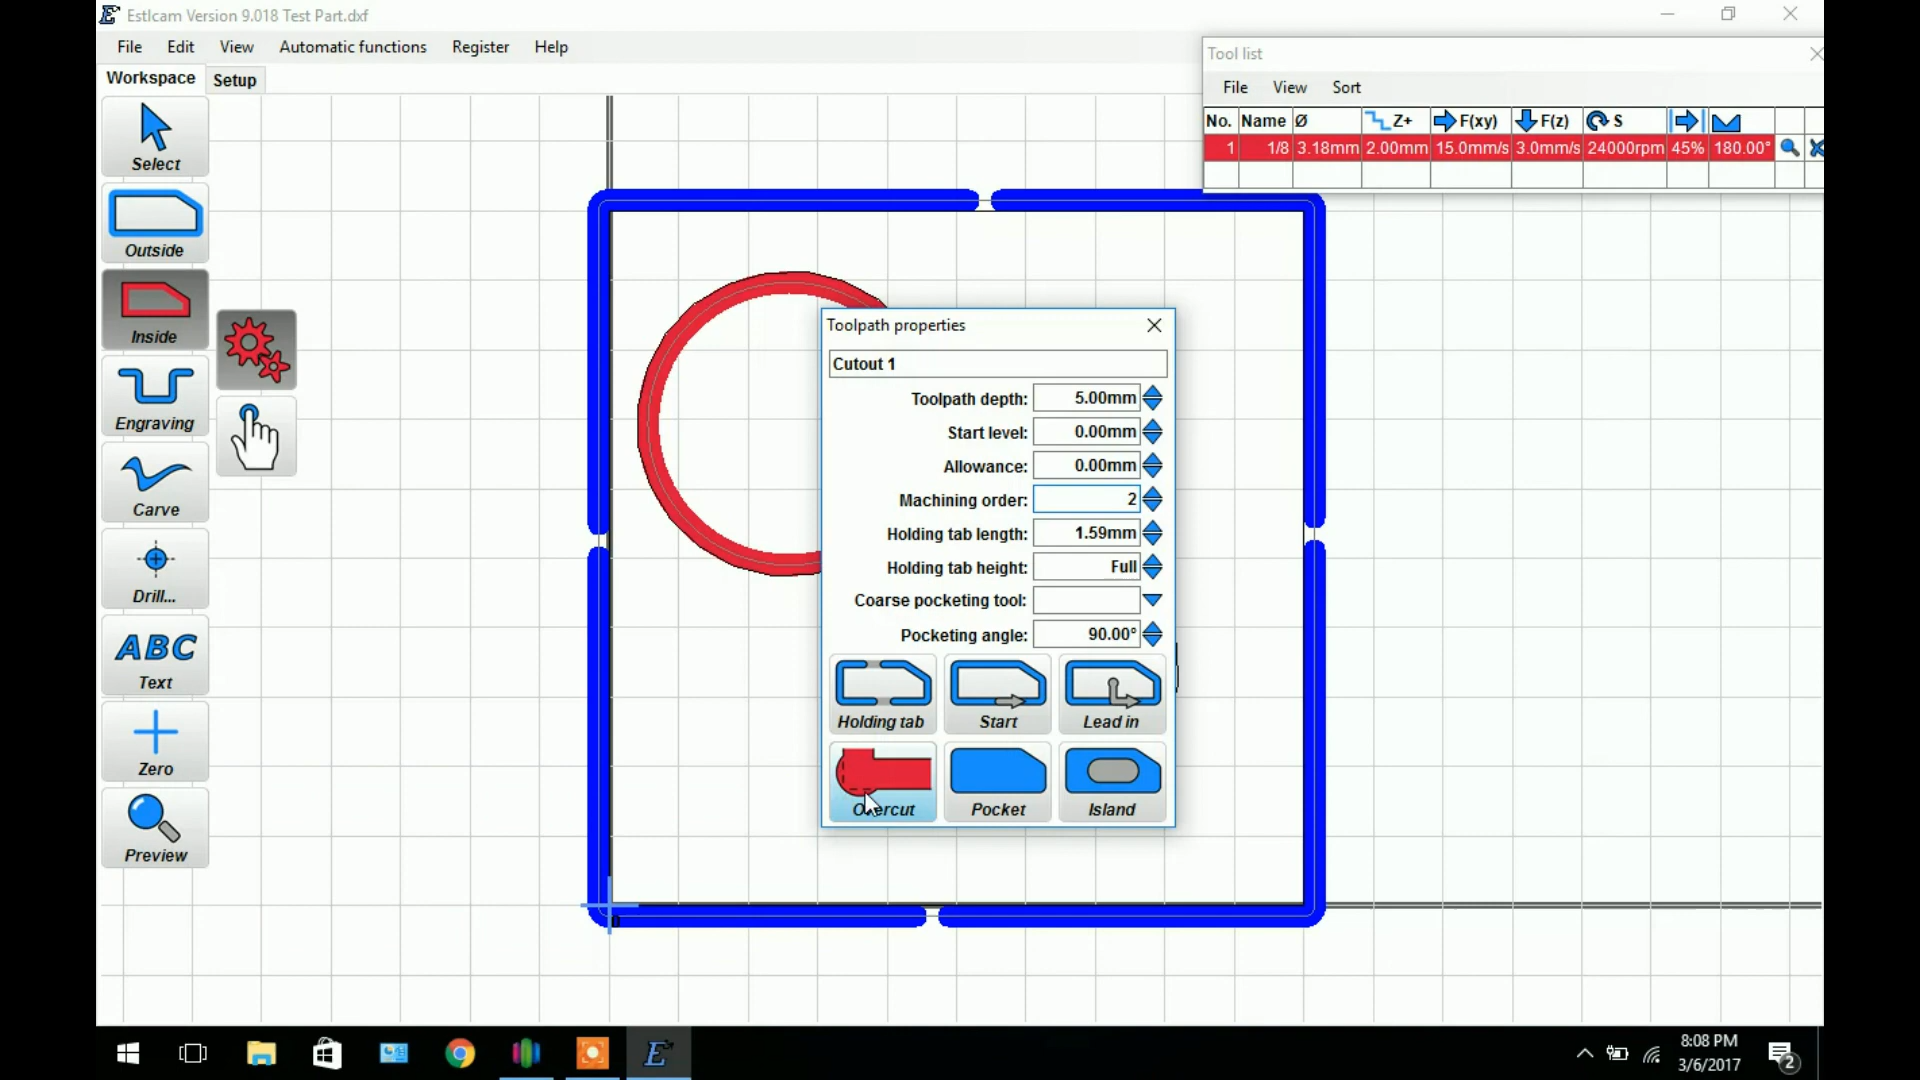 Estlcam Version 9.018 Test Part.dxf
File Edit View Automatic functions Register Help
Workspace Setup
Select
Outside
Inside
Engraving
Carve
Drill...
ABC
Text
Zero
Preview
Tool list
File View Sort
No. Name Ø Z+ F(xy) F(z) S
1 1/8 3.18mm 2.00mm 15.0mm/s 3.0mm/s 24000rpm 45% 180.00°
Toolpath properties
Cutout 1
Toolpath depth: 5.00mm
Start level: 0.00mm
Allowance: 0.00mm
Machining order: 2
Holding tab length: 1.59mm
Holding tab height: Full
Coarse pocketing tool:
Pocketing angle: 90.00°
Holding tab Start Lead in
Overcut Pocket Island
0
8:08 PM
3/6/2017
2